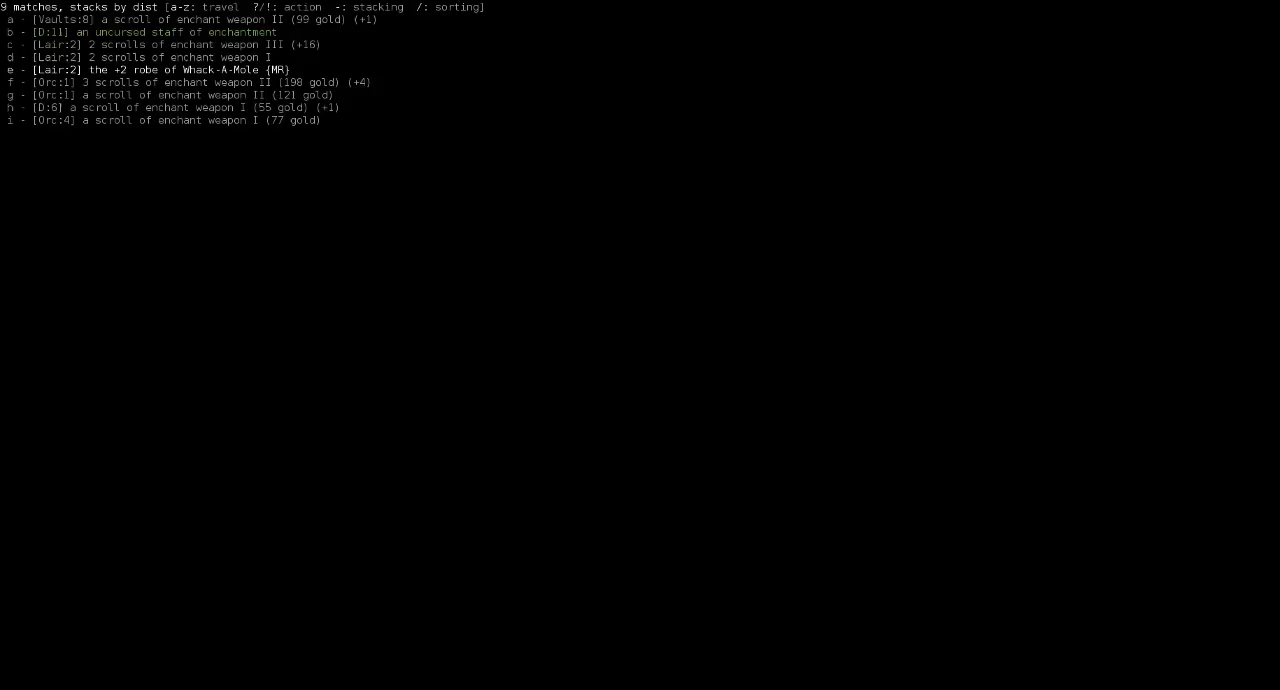 9 matches, stacks by dist [a-z: travel  ?/!: action  -: stacking  /: sorting]
a - [Vaults:8] a scroll of enchant weapon II (99 gold) (+1)
b - [D:11] an uncursed staff of enchantment
c - [Lair:2] 2 scrolls of enchant weapon III (+16)
d - [Lair:2] 2 scrolls of enchant weapon I
e - [Lair:2] the +2 robe of Whack-A-Mole {MR}
f - [Orc:1] 3 scrolls of enchant weapon II (198 gold) (+4)
g - [Orc:1] a scroll of enchant weapon II (121 gold)
h - [D:6] a scroll of enchant weapon I (55 gold) (+1)
i - [Orc:4] a scroll of enchant weapon I (77 gold)